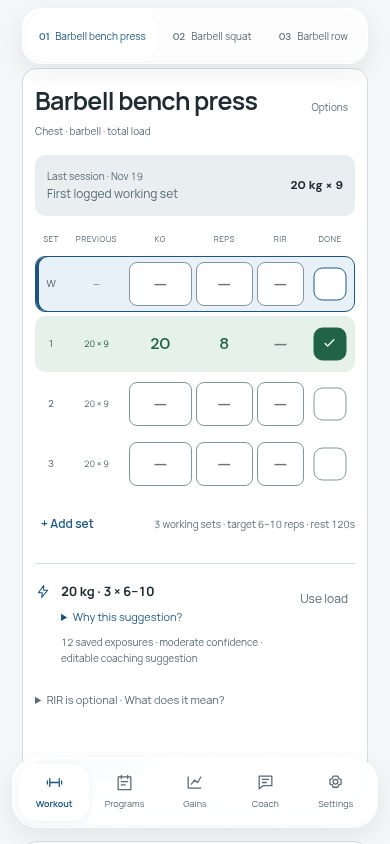 01 Barbell bench press 02 Barbell squat 03 Barbell row
Barbell bench press
Options
Chest · barbell · total load
Last session · Nov 19
First logged working set
20 kg × 9
SET PREVIOUS KG REPS RIR DONE
W — — — —
1 20 × 9 20 8 —
2 20 × 9 — — —
3 20 × 9 — — —
+ Add set
3 working sets · target 6–10 reps · rest 120s
20 kg · 3 × 6–10
Use load
Why this suggestion?
12 saved exposures · moderate confidence ·
editable coaching suggestion
RIR is optional · What does it mean?
Workout Programs Gains Coach Settings